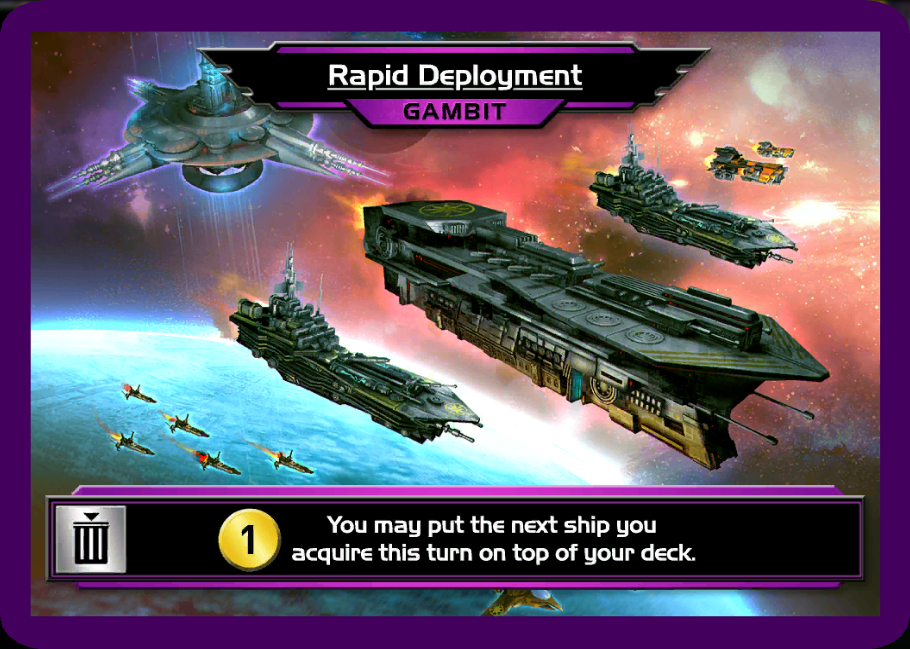 Rapid Deployment
GAMBIT
1
You may put the next ship you
acquire this turn on top of your deck.